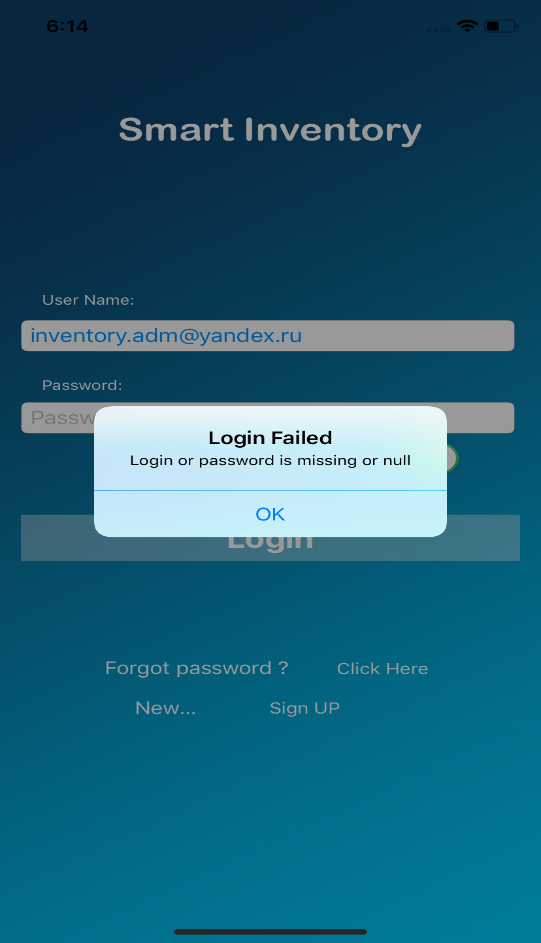 6:14
Smart Inventory
User Name:
inventory.adm@yandex.ru
Password:
Passw
Login Failed
Login or password is missing or null
OK
Login
Forgot password ? Click Here
New... Sign UP